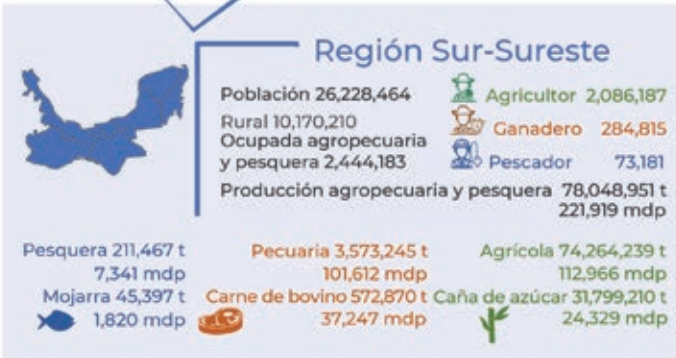 Región Sur-Sureste
Población 26,228,464
Rural 10,170,210
Ocupada agropecuaria
y pesquera 2,444,183
Agricultor 2,086,187
Ganadero 284,815
Pescador 73,181
Producción agropecuaria y pesquera 78,048,951 t
221,919 mdp
Pesquera 211,467 t
7,341 mdp
Mojarra 45,397 t
1,820 mdp
Pecuaria 3,573,245 t
101,612 mdp
Carne de bovino 572,870 t
37,247 mdp
Agrícola 74,264,239 t
112,966 mdp
Caña de azúcar 31,799,210 t
24,329 mdp